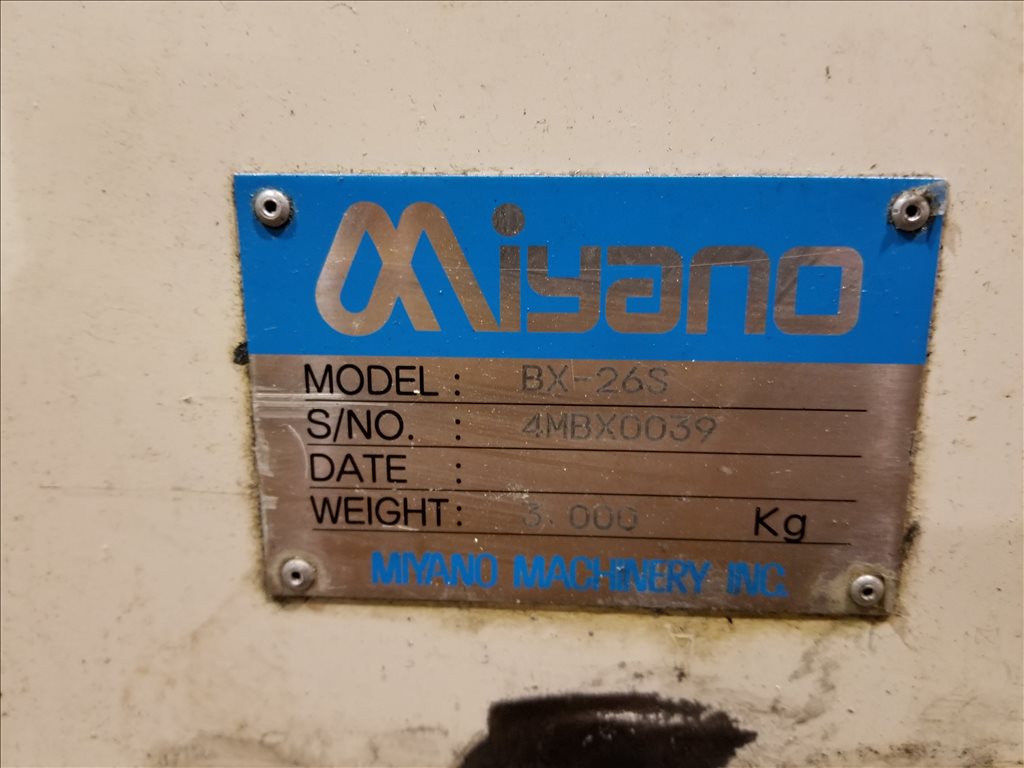 Miyano
MODEL : BX-26S
S/NO. : 4MBX0039
DATE :
WEIGHT : 3.000 Kg
MIYANO MACHINERY INC.